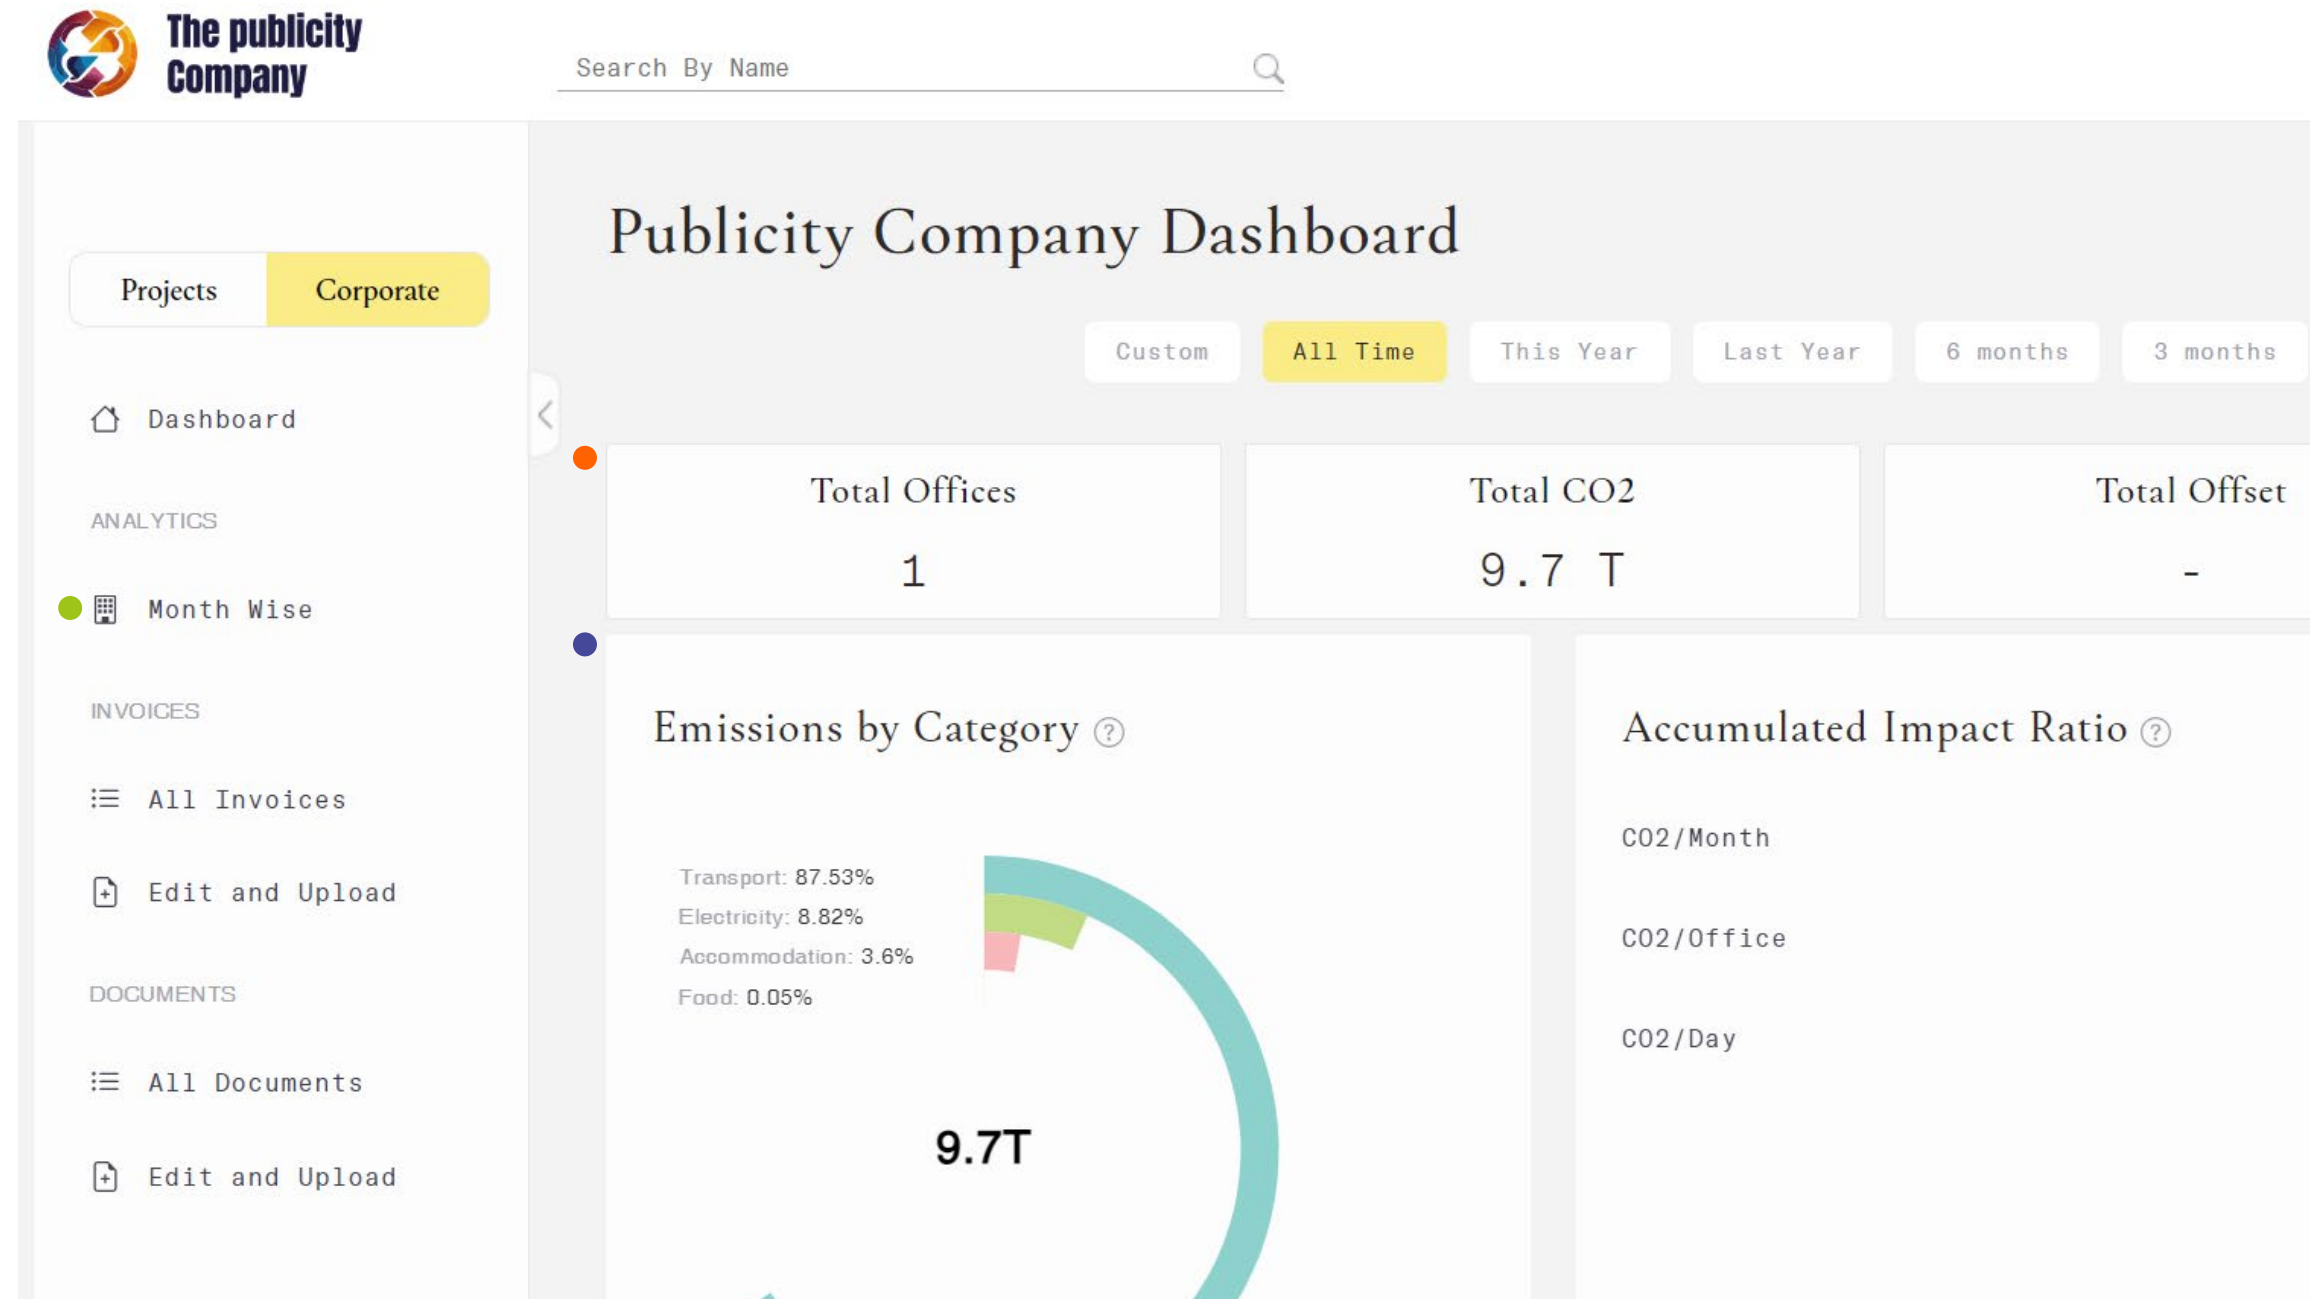 The publicity
Company
Search By Name
Projects
Corporate
Dashboard
ANALYTICS
Month Wise
INVOICES
All Invoices
Edit and Upload
DOCUMENTS
All Documents
Edit and Upload
Publicity Company Dashboard
Custom
All Time
This Year
Last Year
6 months
3 months
Total Offices
1
Total CO2
9.7 T
Total Offset
-
Emissions by Category ?
Transport: 87.53%
Electricity: 8.82%
Accommodation: 3.6%
Food: 0.05%
9.7T
Accumulated Impact Ratio ?
CO2/Month
CO2/Office
CO2/Day